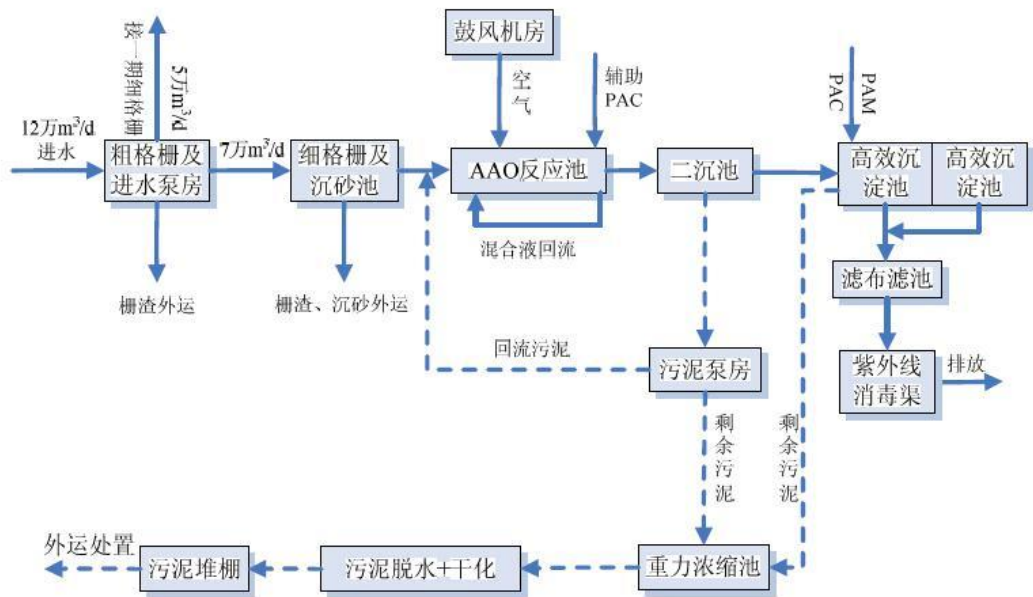 鼓风机房
接一期细格栅
5万m³/d
空气
辅助
PAC
PAM
PAC
12万m³/d
进水
粗格栅及
进水泵房
7万m³/d
细格栅及
沉砂池
AAO反应池
二沉池
高效沉
淀池
高效沉
淀池
混合液回流
栅渣外运
栅渣、沉砂外运
滤布滤池
回流污泥
污泥泵房
紫外线
消毒渠
排放
剩余污泥
剩余污泥
外运处置
污泥堆棚
污泥脱水+干化
重力浓缩池